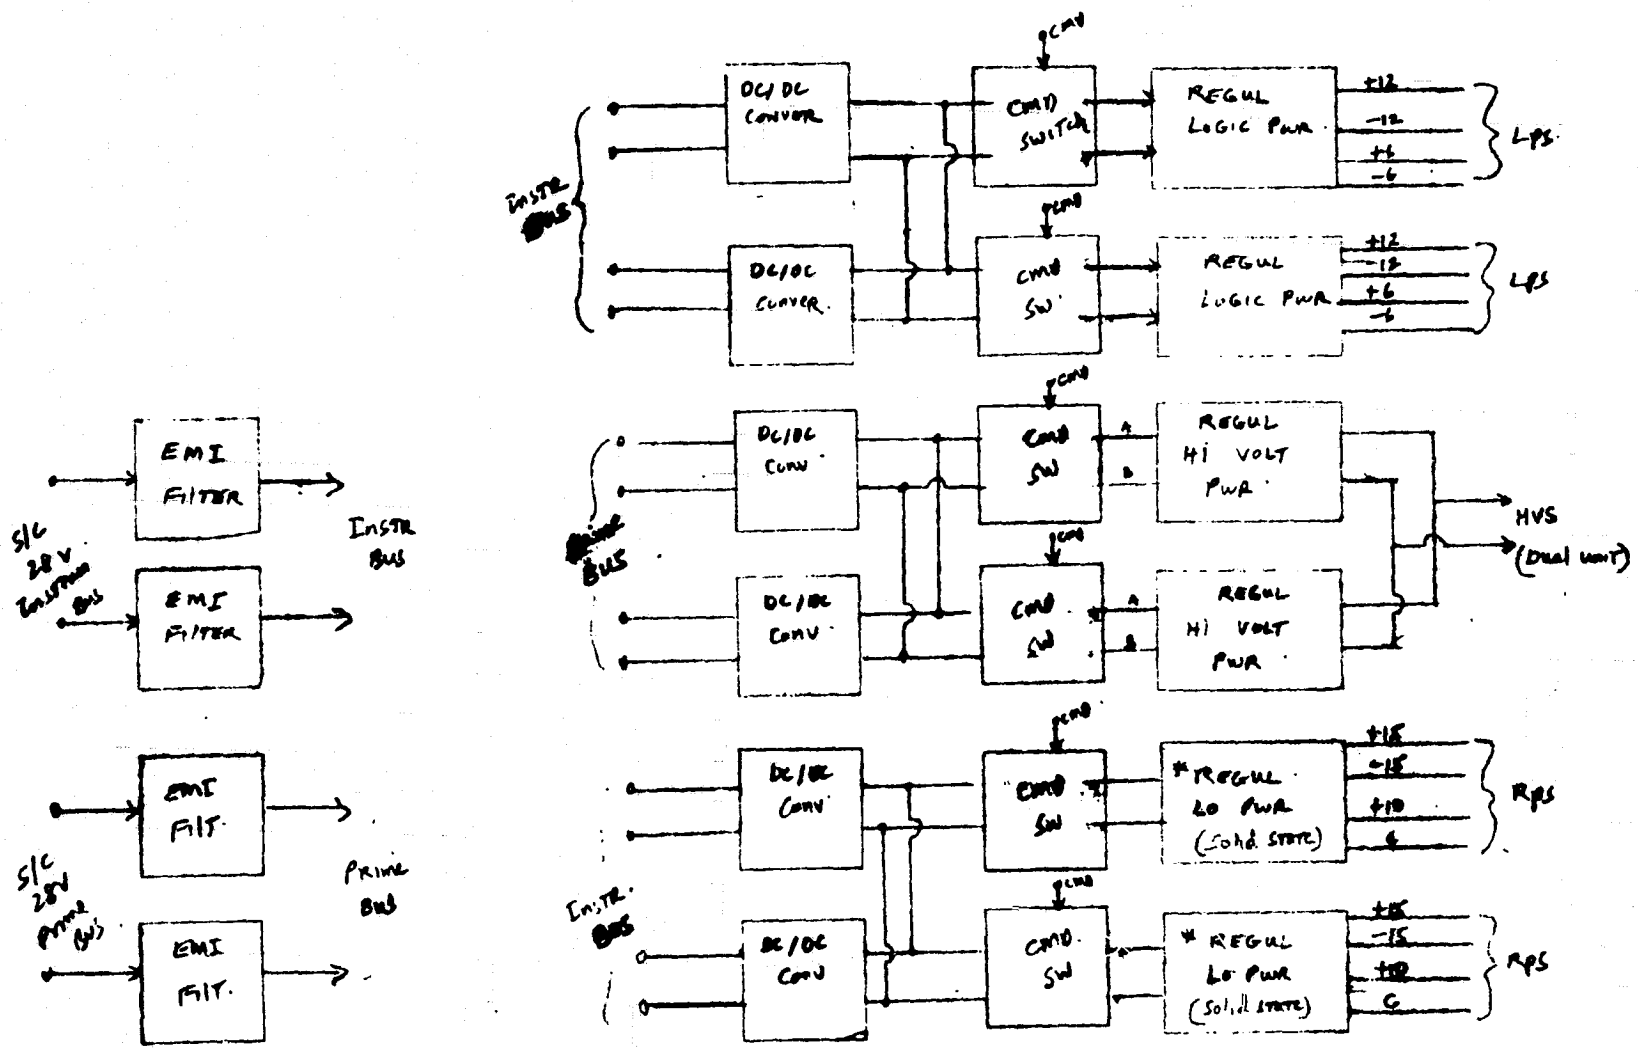 CMD
DC/DC
CONVER
CMD
SWITCH
REGUL
LOGIC PWR.
+12
-12
+6
-6
LPS.
INSTR
BUS
CMD
DC/DC
CONVER.
CMD
SW.
REGUL
LOGIC PWR
+12
-12
+6
-6
LPS
CMD
DC/DC
CONV
CMD
SW
A
B
REGUL
Hi VOLT
PWR.
EMI
FILTER
S/C
28V
BUS
INSTR
BUS
EMI
FILTER
PRIME
BUS
HVS
(Dual unit)
CMD
DC/DC
CONV
CMD
SW
A
B
REGUL
Hi VOLT
PWR.
CMD
DC/DC
CONV
CMD
SW
* REGUL
LO PWR
(Solid STATE)
+15
-15
+10
6
RPS
EMI
FILT.
S/C
28V
PRIME
BUS
PRIME
BUS
EMI
FILT.
INSTR.
BUS
CMD
DC/DC
CONV
CMD.
SW
* REGUL
LO PWR
(Solid STATE)
+15
-15
+10
6
RPS